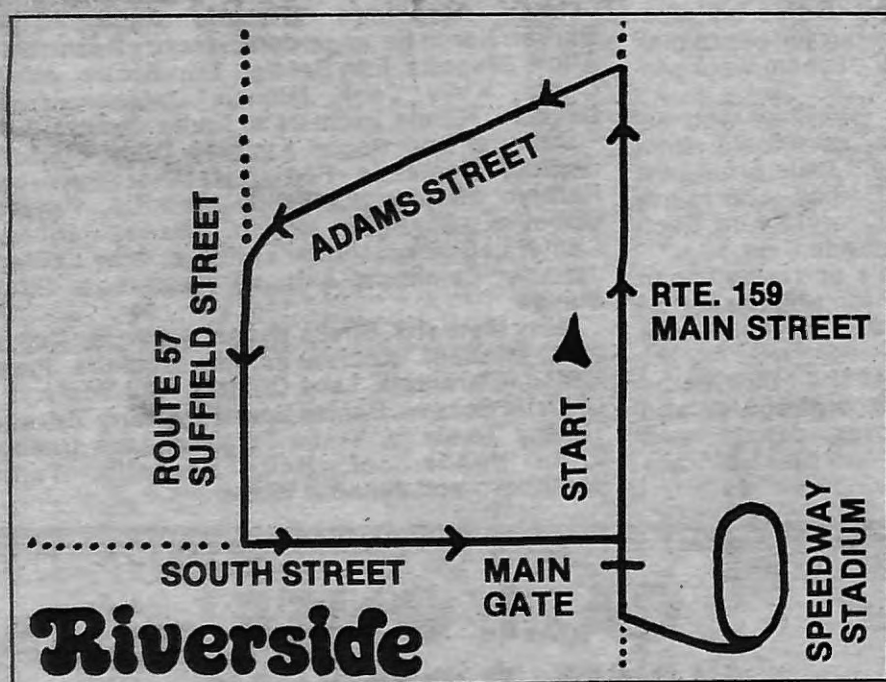 ADAMS STREET
ROUTE 57
SUFFIELD STREET
RTE. 159
MAIN STREET
START
SOUTH STREET
MAIN
GATE
SPEEDWAY
STADIUM
Riverside